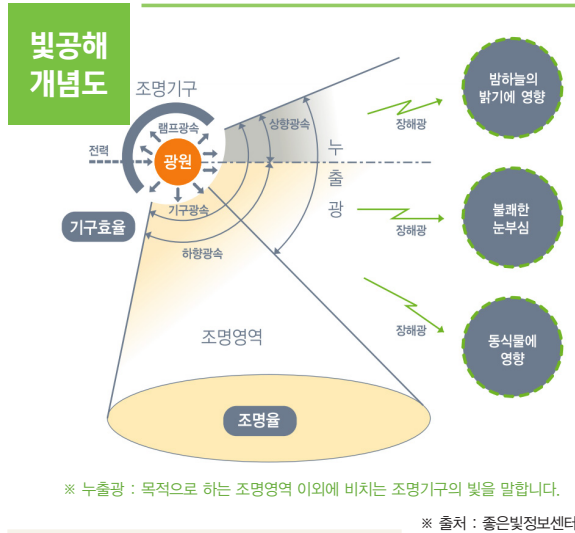 빛공해
개념도
조명기구
램프광속
전력
광원
상향광속
누
출
광
기구광속
기구효율
하향광속
조명영역
조명율
장해광
밤하늘의
밝기에 영향
장해광
불쾌한
눈부심
장해광
동식물에
영향
※ 누출광 : 목적으로 하는 조명영역 이외에 비치는 조명기구의 빛을 말합니다.
※ 출처 : 좋은빛정보센터